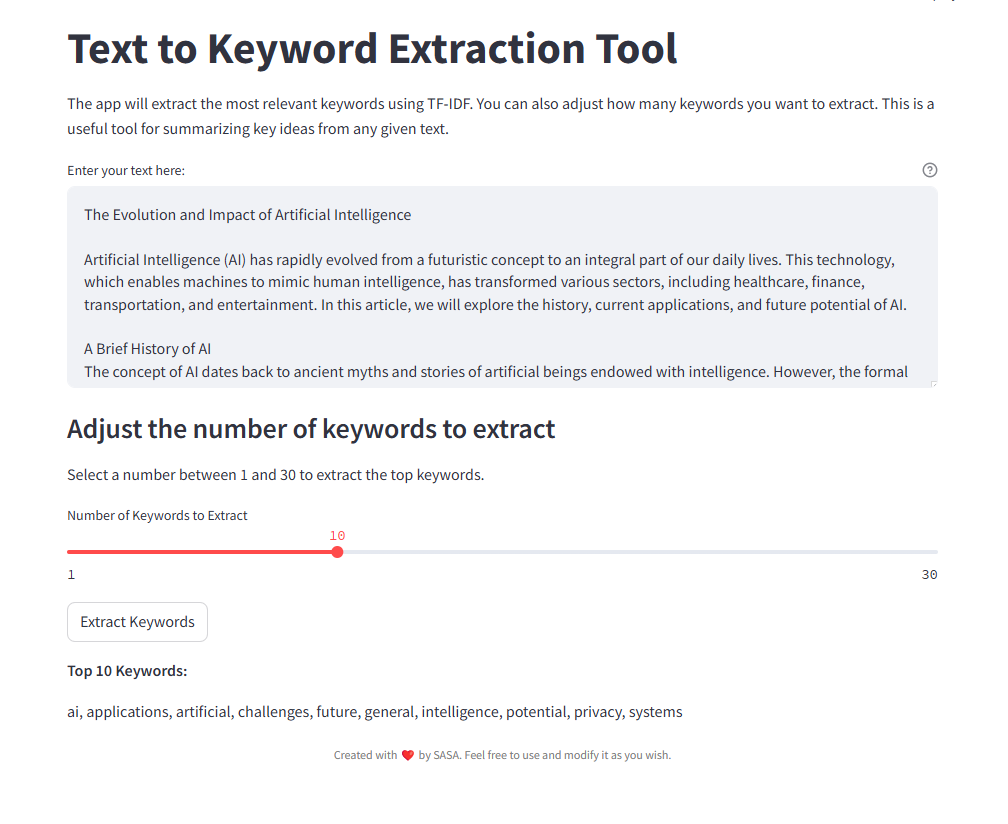 Text to Keyword Extraction Tool
The app will extract the most relevant keywords using TF-IDF. You can also adjust how many keywords you want to extract. This is a
useful tool for summarizing key ideas from any given text.
Enter your text here:
The Evolution and Impact of Artificial Intelligence
Artificial Intelligence (AI) has rapidly evolved from a futuristic concept to an integral part of our daily lives. This technology,
which enables machines to mimic human intelligence, has transformed various sectors, including healthcare, finance,
transportation, and entertainment. In this article, we will explore the history, current applications, and future potential of AI.
A Brief History of AI
The concept of AI dates back to ancient myths and stories of artificial beings endowed with intelligence. However, the formal
Adjust the number of keywords to extract
Select a number between 1 and 30 to extract the top keywords.
Number of Keywords to Extract
10
1 30
Extract Keywords
Top 10 Keywords:
ai, applications, artificial, challenges, future, general, intelligence, potential, privacy, systems
Created with ❤️ by SASA. Feel free to use and modify it as you wish.